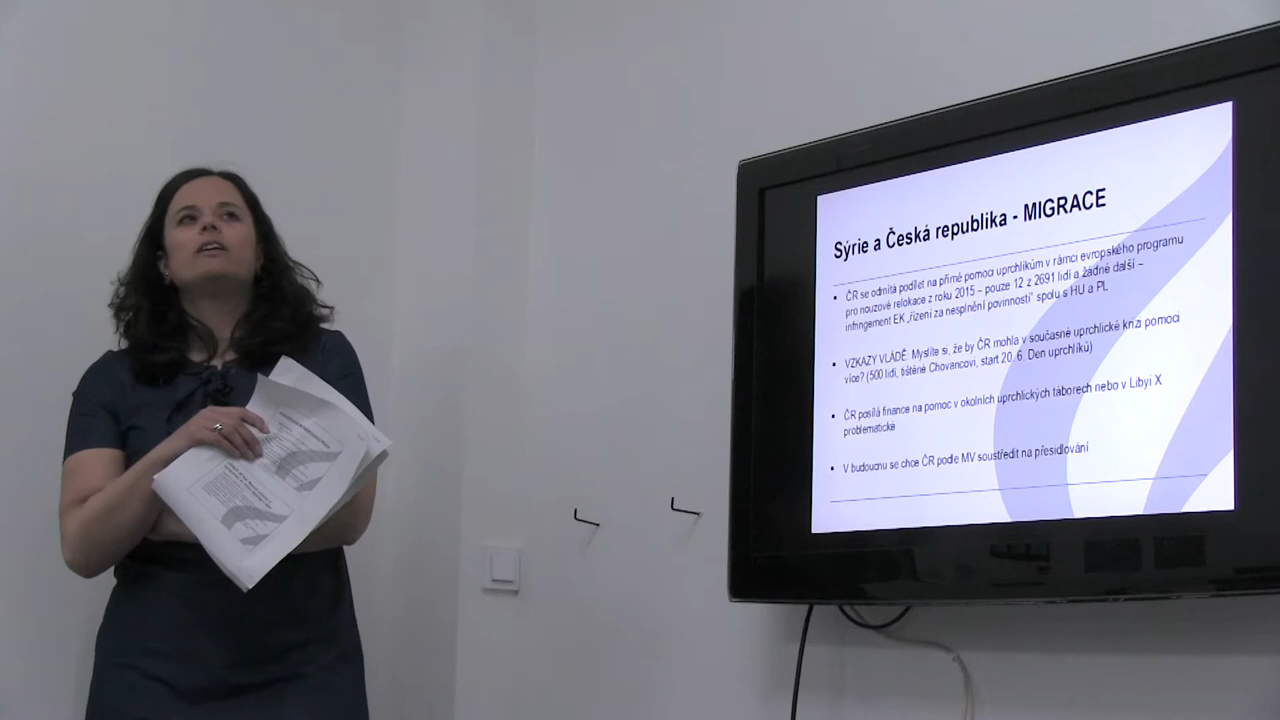 Sýrie a Česká republika - MIGRACE
ČR se odmítá podílet na přímé pomoci uprchlíkům v rámci evropského programu
pro nouzové relokace z roku 2015 – pouze 12 z 2691 lidí a žádné další –
infringement EK „řízení za nesplnění povinnosti" spolu s HU a PL
VZKAZY VLÁDĚ: Myslíte si, že by ČR mohla v současné uprchlické krizi pomoci
více? (500 lidí, tištěné Chovancovi, start 20. 6. Den uprchlíků)
ČR posílá finance na pomoc v okolních uprchlických táborech nebo v Libyi X
problematické
V budoucnu se chce ČR podle MV soustředit na přesídlování